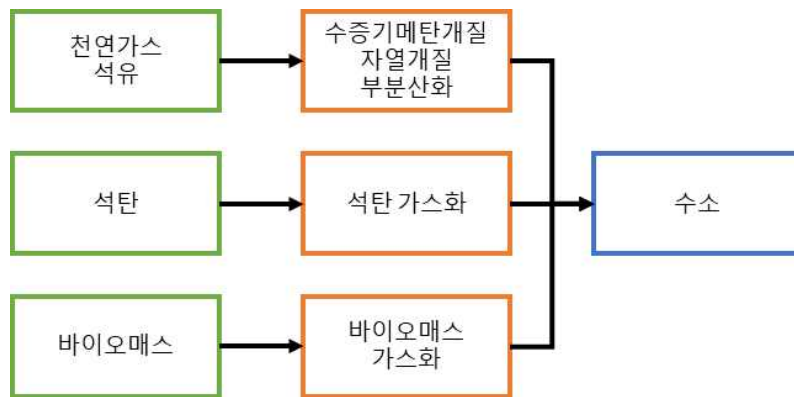 천연가스
석유
수증기메탄개질
자열개질
부분산화
석탄
석탄 가스화
수소
바이오매스
바이오매스
가스화